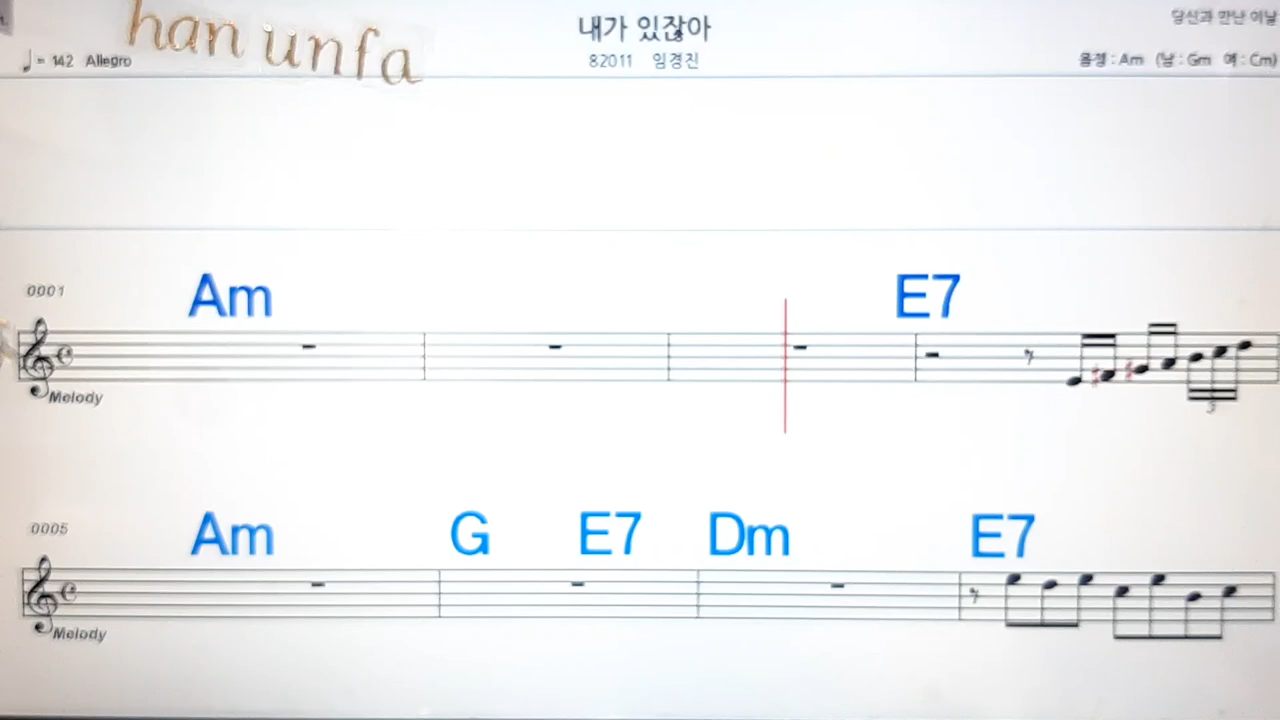 han unfa
내가 있잖아
당신과 만난 이날
♩= 142 Allegro
82011 임경진
음정 : Am (남 : Gm 여 : Cm)
Am E7
0001
Melody
3
Am G E7 Dm E7
0005
Melody